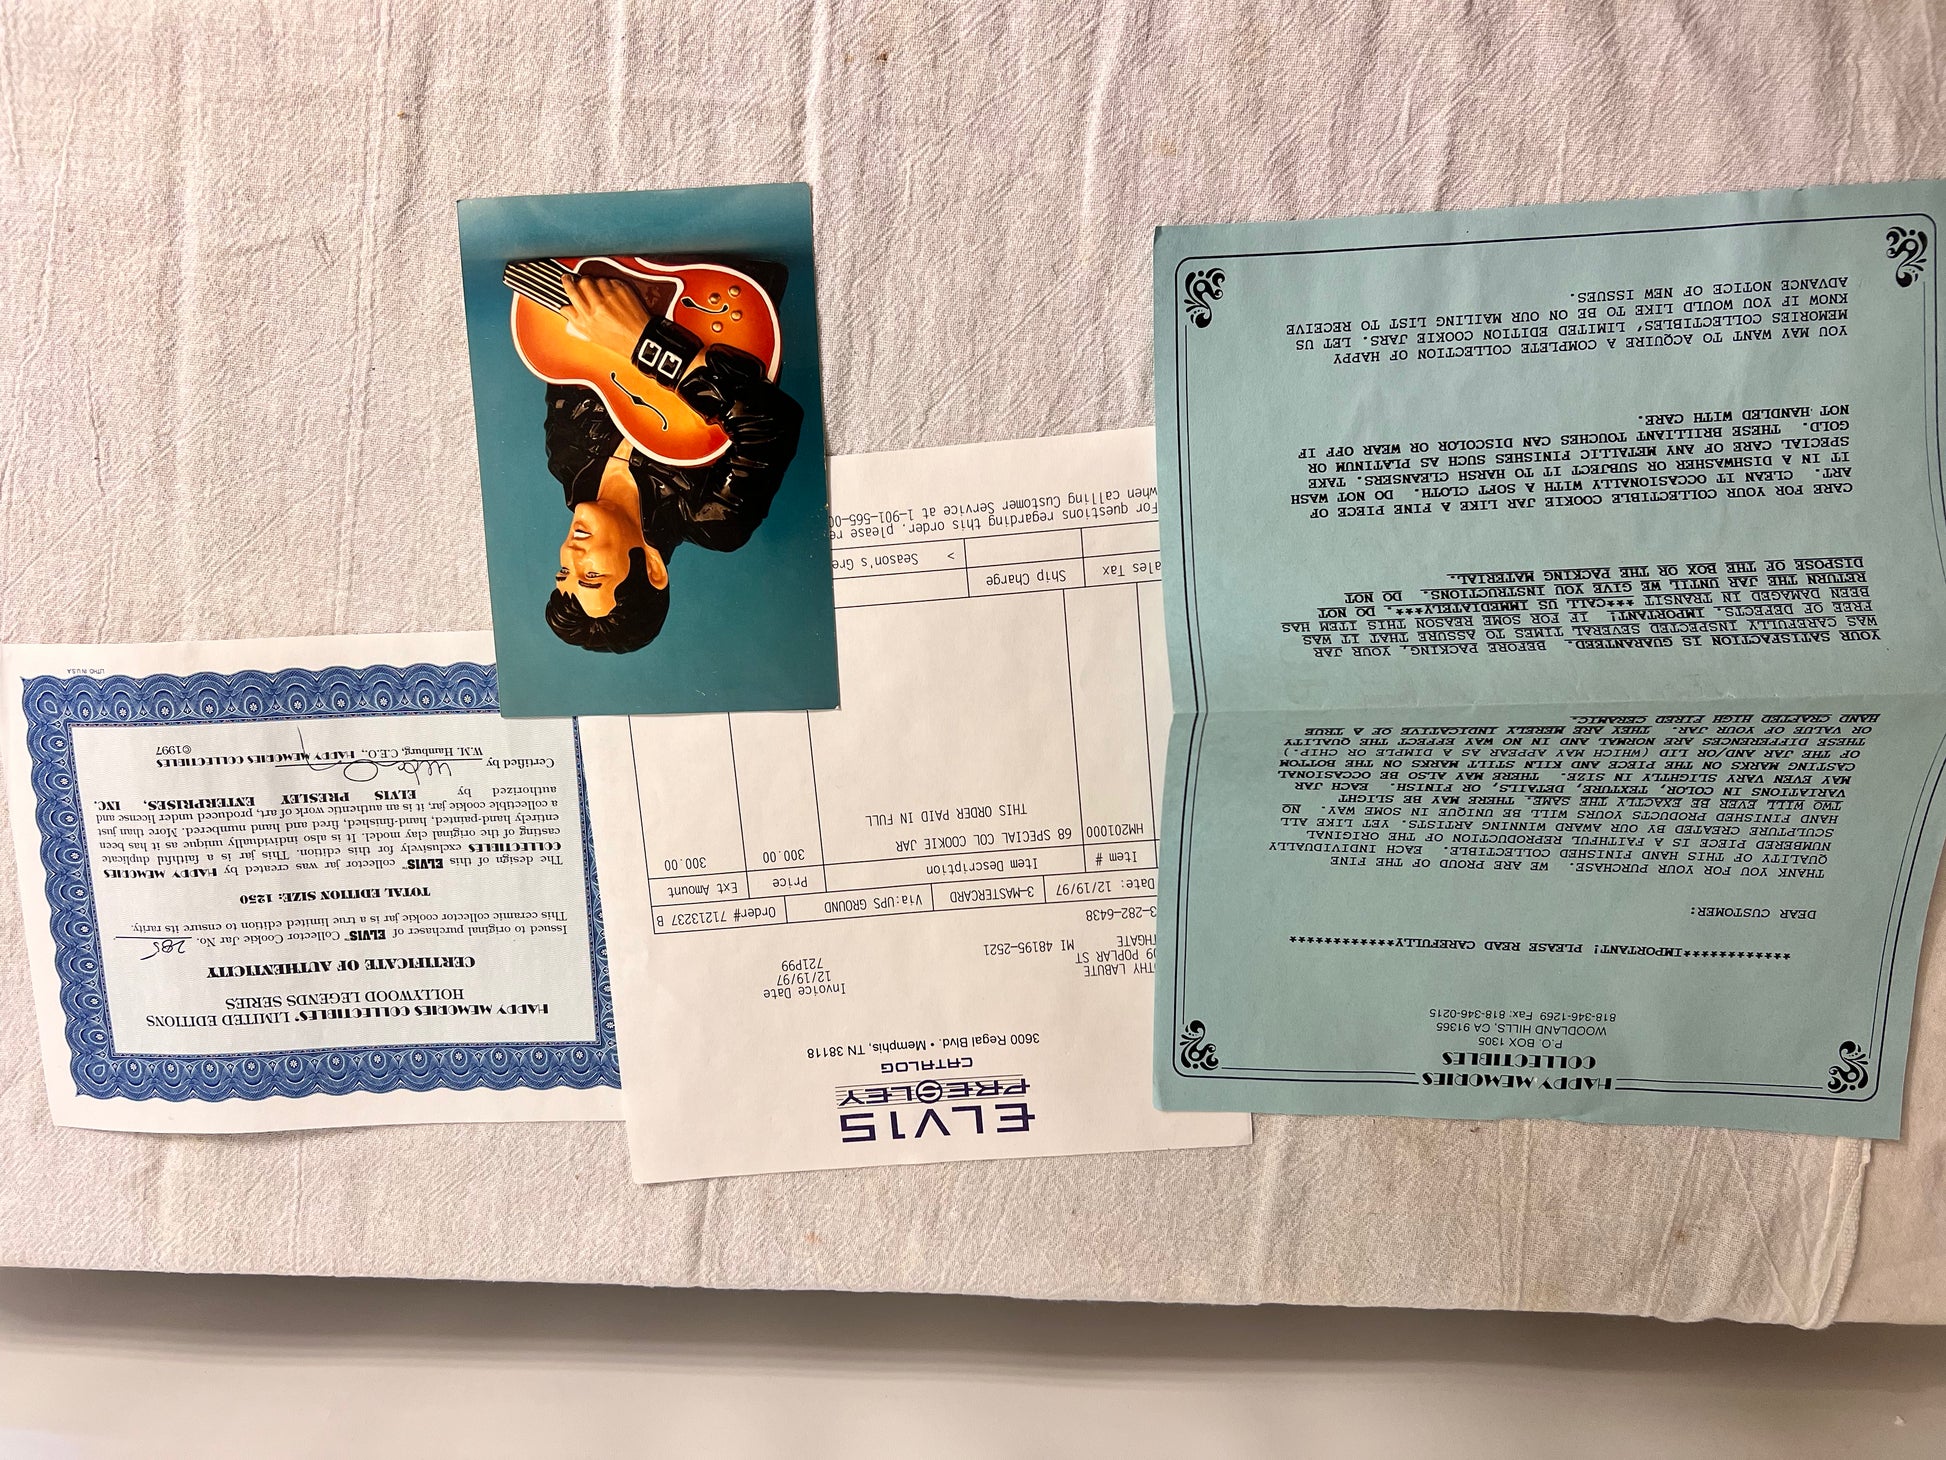 HAPPY MEMORIES
COLLECTIBLES
P.O. BOX 1305
WOODLAND HILLS, CA 91365
818-346-1269 Fax: 818-346-0215
************IMPORTANT! PLEASE READ CAREFULLY**************
DEAR CUSTOMER:
THANK YOU FOR YOUR PURCHASE. WE ARE PROUD OF THE FINE
QUALITY OF THIS HAND FINISHED COLLECTIBLE. EACH INDIVIDUALLY
NUMBERED PIECE IS A FAITHFUL REPRODUCTION OF THE ORIGINAL
SCULPTURE CREATED BY OUR AWARD WINNING ARTISTS. YET LIKE ALL
HAND FINISHED PRODUCTS YOURS WILL BE UNIQUE IN SOME WAY. NO
TWO WILL EVER BE EXACTLY THE SAME. THERE MAY BE SLIGHT
VARIATIONS IN COLOR, TEXTURE, DETAILS, OR FINISH. EACH JAR
MAY EVEN VARY SLIGHTLY IN SIZE. THERE MAY ALSO BE OCCASIONAL
CASTING MARKS ON THE PIECE AND KILN STILT MARKS ON THE BOTTOM
OF THE JAR AND/OR LID (WHICH MAY APPEAR AS A DIMPLE OR CHIP.)
THESE DIFFERENCES ARE NORMAL AND IN NO WAY EFFECT THE QUALITY
OR VALUE OF YOUR JAR. THEY ARE MERELY INDICATIVE OF A TRUE
HAND CRAFTED HIGH FIRED CERAMIC.
YOUR SATISFACTION IS GUARANTEED. BEFORE PACKING, YOUR JAR
WAS CAREFULLY INSPECTED SEVERAL TIMES TO ASSURE THAT IT WAS
FREE OF DEFECTS. IMPORTANT! IF FOR SOME REASON THIS ITEM HAS
BEEN DAMAGED IN TRANSIT ***CALL US IMMEDIATELY***. DO NOT
RETURN THE JAR UNTIL WE GIVE YOU INSTRUCTIONS. DO NOT
DISPOSE OF THE BOX OR THE PACKING MATERIAL.
CARE FOR YOUR COLLECTIBLE COOKIE JAR LIKE A FINE PIECE OF
ART. CLEAN IT OCCASIONALLY WITH A SOFT CLOTH. DO NOT WASH
IT IN A DISHWASHER OR SUBJECT IT TO HARSH CLEANSERS. TAKE
SPECIAL CARE OF ANY METALLIC FINISHES SUCH AS PLATINUM OR
GOLD. THESE BRILLIANT TOUCHES CAN DISCOLOR OR WEAR OFF IF
NOT HANDLED WITH CARE.
YOU MAY WANT TO ACQUIRE A COMPLETE COLLECTION OF HAPPY
MEMORIES COLLECTIBLES' LIMITED EDITION COOKIE JARS. LET US
KNOW IF YOU WOULD LIKE TO BE ON OUR MAILING LIST TO RECEIVE
ADVANCE NOTICE OF NEW ISSUES.
ELVIS
PRESLEY
CATALOG
3600 Regal Blvd. • Memphis, TN 38118
Invoice Date
12/19/97
721P99
THY LABUTE
09 POPLAR ST
THGATE MI 48195-2521
3-282-6438
Date: 12/19/97 3-MASTERCARD Via:UPS GROUND Order# 71213237 B
Item # Item Description Price Ext Amount
HM201000 68 SPECIAL COL COOKIE JAR 300.00 300.00
THIS ORDER PAID IN FULL
ales Tax Ship Charge
> Season's Gre
For questions regarding this order. please re
when calling Customer Service at 1-901-565-00
HAPPY MEMORIES COLLECTIBLES' LIMITED EDITIONS
HOLLYWOOD LEGENDS SERIES
CERTIFICATE OF AUTHENTICITY
Issued to original purchaser of ELVIS™ Collector Cookie Jar No. 285
This ceramic collector cookie jar is a true limited edition to ensure its rarity.
TOTAL EDITION SIZE: 1250
The design of this ELVIS™ collector jar was created by HAPPY MEMORIES
COLLECTIBLES exclusively for this edition. This jar is a faithful duplicate
casting of the original clay model. It is also individually unique as it has been
entirely hand-painted, hand-finished, fired and hand numbered. More than just
a collectible cookie jar, it is an authentic work of art, produced under license and
authorized by ELVIS PRESLEY ENTERPRISES, INC.
Certified by
W.M. Hamburg, C.E.O., HAPPY MEMORIES COLLECTIBLES ©1997
LITHO IN U.S.A.